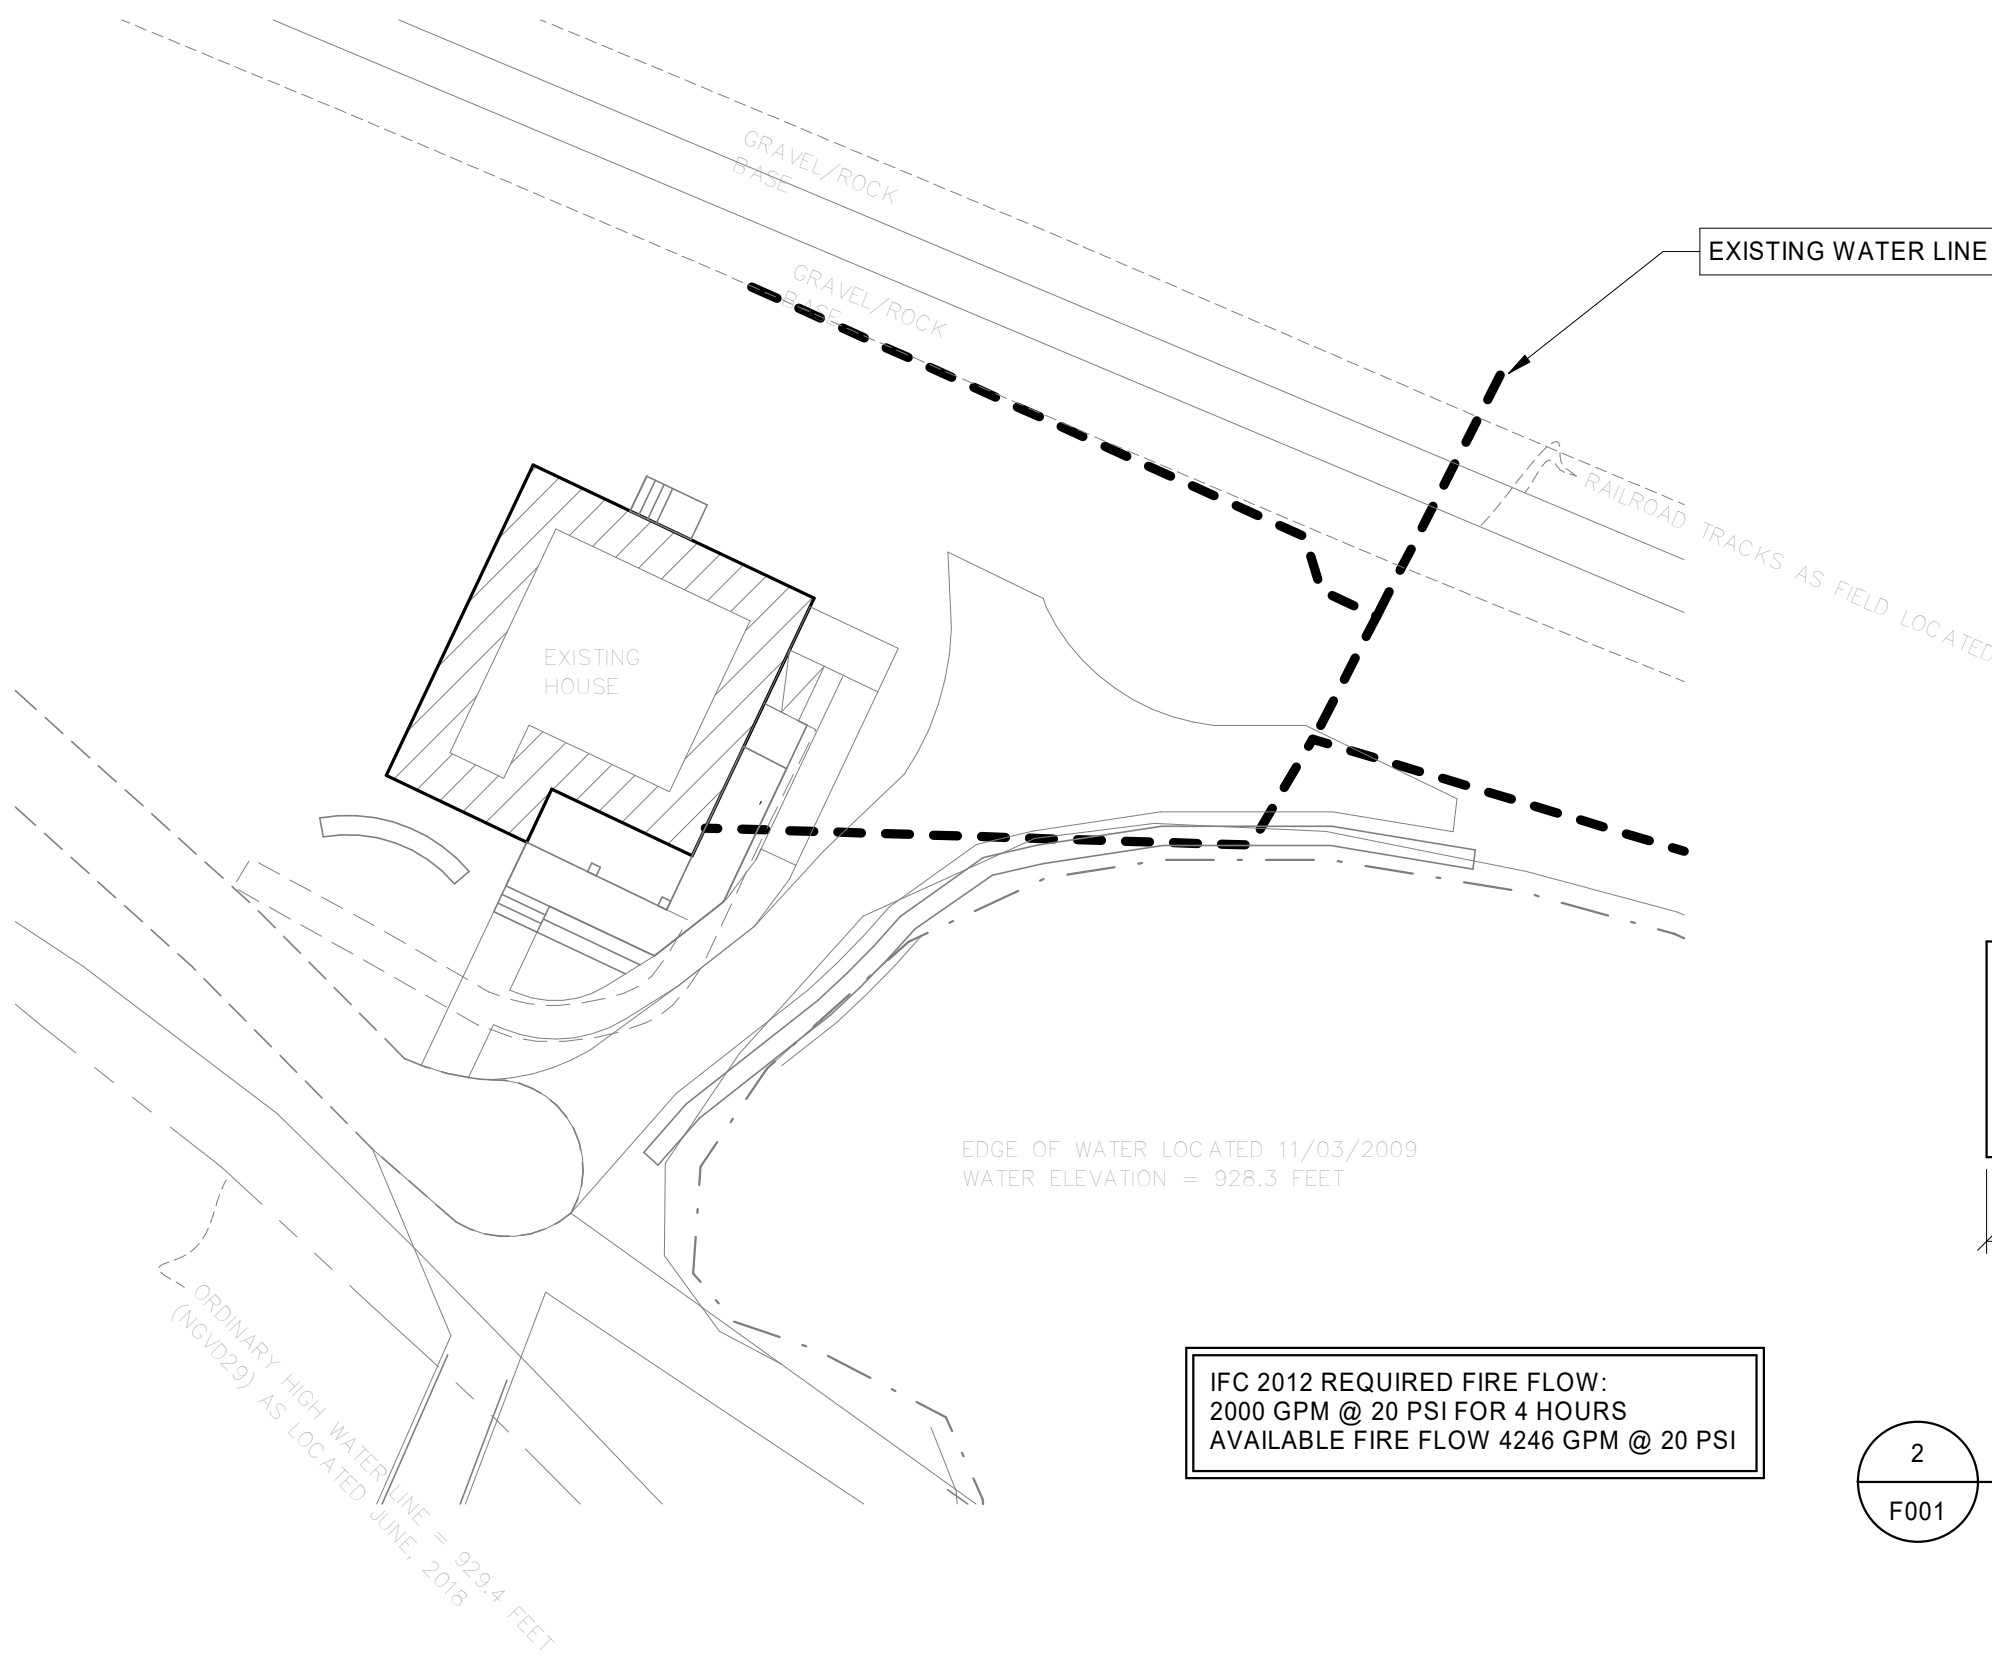 GRAVEL/ROCK
BASE
EXISTING WATER LINE
GRAVEL/ROCK
BASE
RAILROAD TRACKS AS FIELD LOCATED
EXISTING
HOUSE
EDGE OF WATER LOCATED 11/03/2009
WATER ELEVATION = 928.3 FEET
ORDINARY HIGH WATER LINE = 929.4 FEET
(NGVD29) AS LOCATED JUNE, 2018
IFC 2012 REQUIRED FIRE FLOW:
2000 GPM @ 20 PSI FOR 4 HOURS
AVAILABLE FIRE FLOW 4246 GPM @ 20 PSI
2
F001